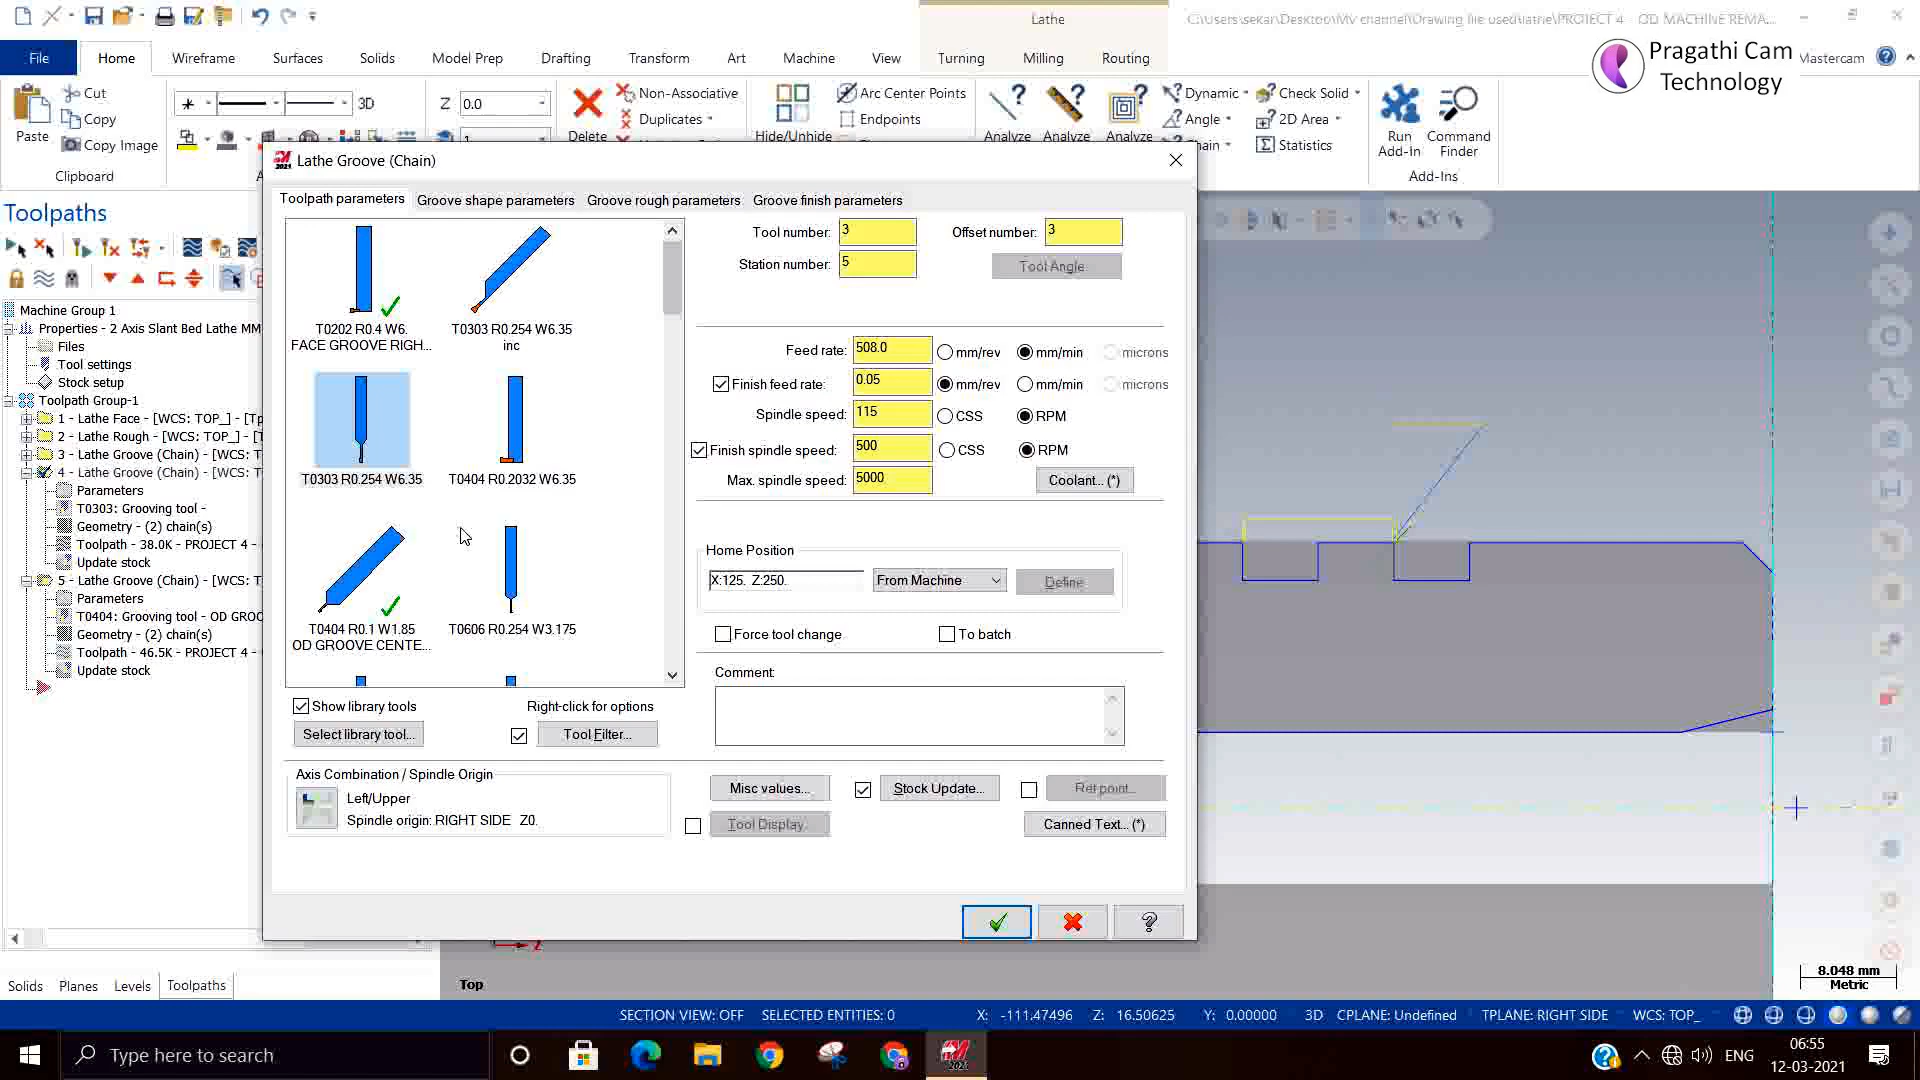 Lathe
C:\Users\sekar\Desktop\MV channel\Drawing file used\lathe\PROJECT 4 - OD MACHINE REMA...
File
Home
Wireframe
Surfaces
Solids
Model Prep
Drafting
Transform
Art
Machine
View
Turning
Milling
Routing
Pragathi Cam
Technology
Mastercam
Paste
Cut
Copy
Copy Image
Clipboard
3D
Z
0.0
Delete
Non-Associative
Duplicates
Hide/Unhide
Arc Center Points
Endpoints
Analyze
Analyze
Analyze
Dynamic
Angle
Chain
Check Solid
2D Area
Statistics
Run
Add-In
Command
Finder
Add-Ins
Toolpaths
Machine Group 1
Properties - 2 Axis Slant Bed Lathe MM
Files
Tool settings
Stock setup
Toolpath Group-1
1 - Lathe Face - [WCS: TOP_] - [Tp
2 - Lathe Rough - [WCS: TOP_] - [T
3 - Lathe Groove (Chain) - [WCS: T
4 - Lathe Groove (Chain) - [WCS: T
Parameters
T0303: Grooving tool -
Geometry - (2) chain(s)
Toolpath - 38.0K - PROJECT 4 -
Update stock
5 - Lathe Groove (Chain) - [WCS: T
Parameters
T0404: Grooving tool - OD GROO
Geometry - (2) chain(s)
Toolpath - 46.5K - PROJECT 4 -
Update stock
Solids
Planes
Levels
Toolpaths
Lathe Groove (Chain)
Toolpath parameters
Groove shape parameters
Groove rough parameters
Groove finish parameters
T0202 R0.4 W6.
FACE GROOVE RIGH...
T0303 R0.254 W6.35
inc
T0303 R0.254 W6.35
T0404 R0.2032 W6.35
T0404 R0.1 W1.85
OD GROOVE CENTE...
T0606 R0.254 W3.175
Show library tools
Right-click for options
Select library tool...
Tool Filter...
Axis Combination / Spindle Origin
Left/Upper
Spindle origin: RIGHT SIDE Z0.
Tool number: 3
Offset number: 3
Station number: 5
Tool Angle
Feed rate: 508.0 mm/rev mm/min microns
Finish feed rate: 0.05 mm/rev mm/min microns
Spindle speed: 115 CSS RPM
Finish spindle speed: 500 CSS RPM
Max. spindle speed: 5000
Coolant... (*)
Home Position
X:125. Z:250.
From Machine
Define
Force tool change
To batch
Comment:
Misc values...
Stock Update...
Ref point...
Tool Display
Canned Text... (*)
Top
8.048 mm
Metric
SECTION VIEW: OFF
SELECTED ENTITIES: 0
X: -111.47496
Z: 16.50625
Y: 0.00000
3D
CPLANE: Undefined
TPLANE: RIGHT SIDE
WCS: TOP_
Type here to search
2021
ENG
06:55
12-03-2021